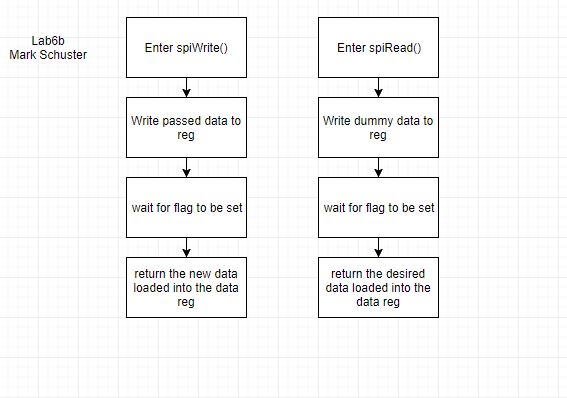 Lab6b
Mark Schuster
Enter spiWrite()
Write passed data to
reg
wait for flag to be set
return the new data
loaded into the data
reg
Enter spiRead()
Write dummy data to
reg
wait for flag to be set
return the desired
data loaded into the
data reg